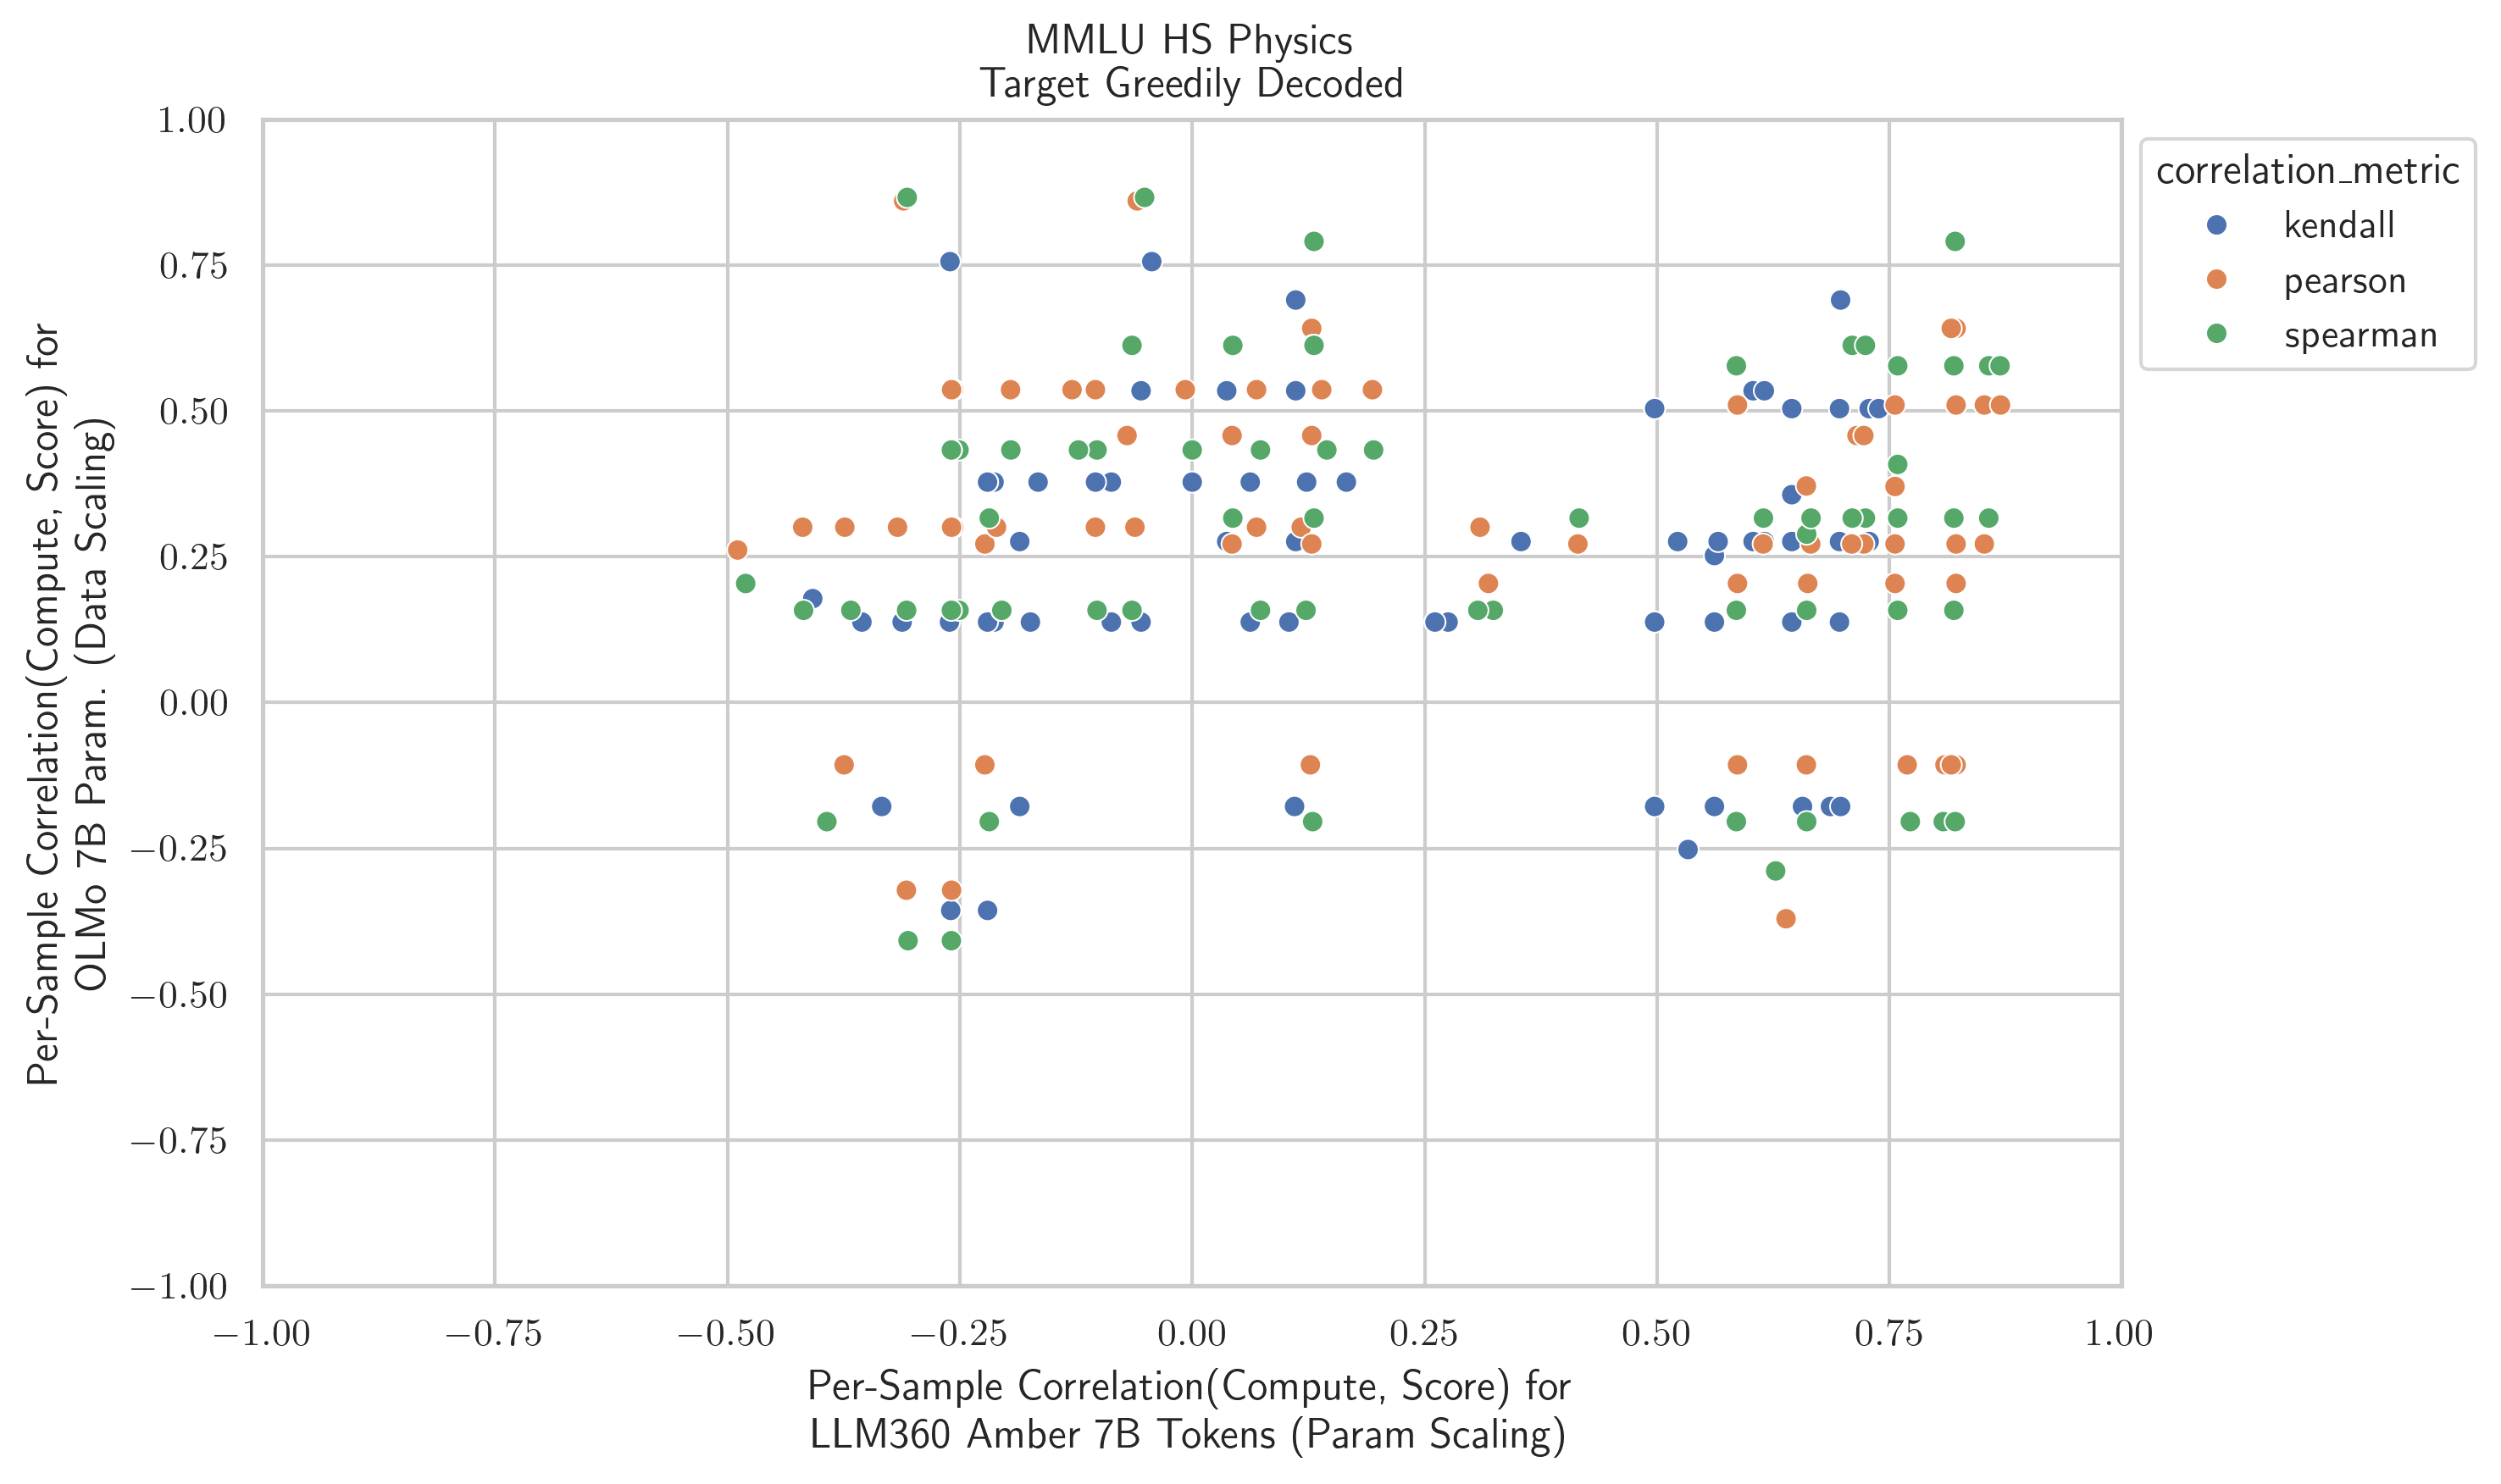 MMLU HS Physics
Target Greedily Decoded
Per-Sample Correlation(Compute, Score) for
OLMo 7B Param. (Data Scaling)
1.00
0.75
0.50
0.25
0.00
−0.25
−0.50
−0.75
−1.00
−1.00 −0.75 −0.50 −0.25 0.00 0.25 0.50 0.75 1.00
Per-Sample Correlation(Compute, Score) for
LLM360 Amber 7B Tokens (Param Scaling)
correlation_metric
kendall
pearson
spearman